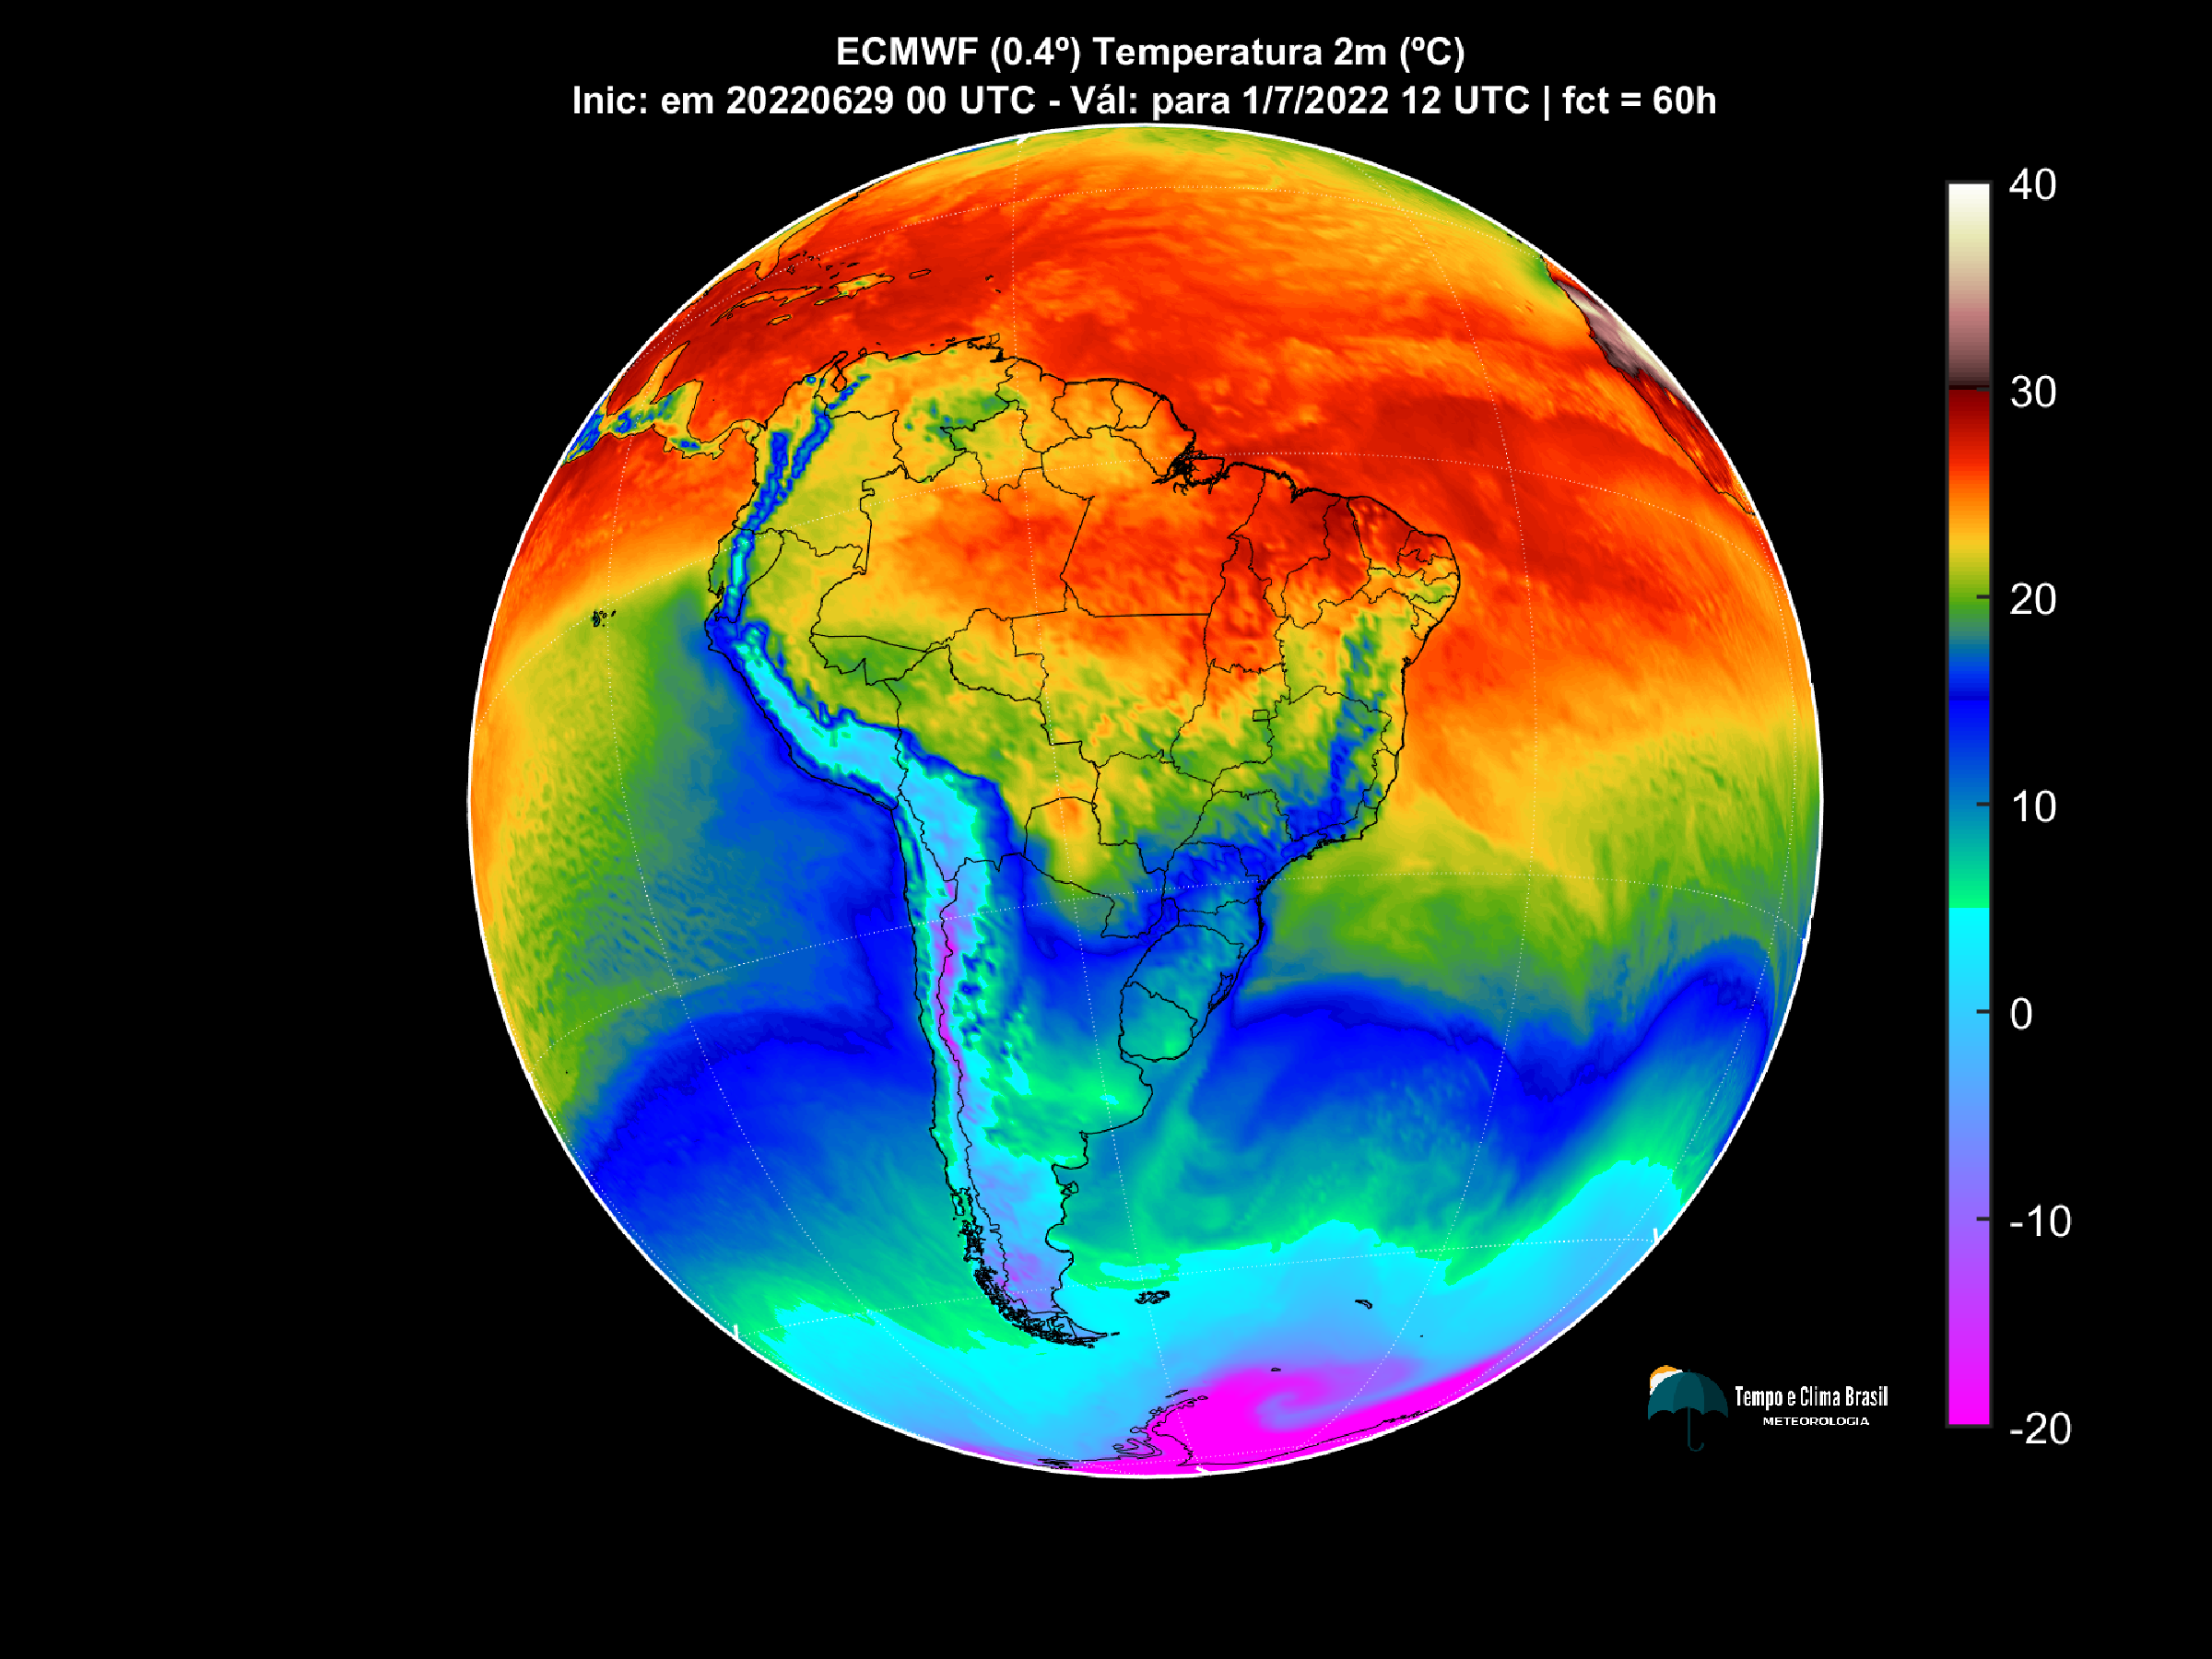 ECMWF (0.4º) Temperatura 2m (ºC)
Inic: em 20220629 00 UTC - Vál: para 1/7/2022 12 UTC | fct = 60h
40
30
20
10
0
-10
-20
Tempo e Clima Brasil
METEOROLOGIA